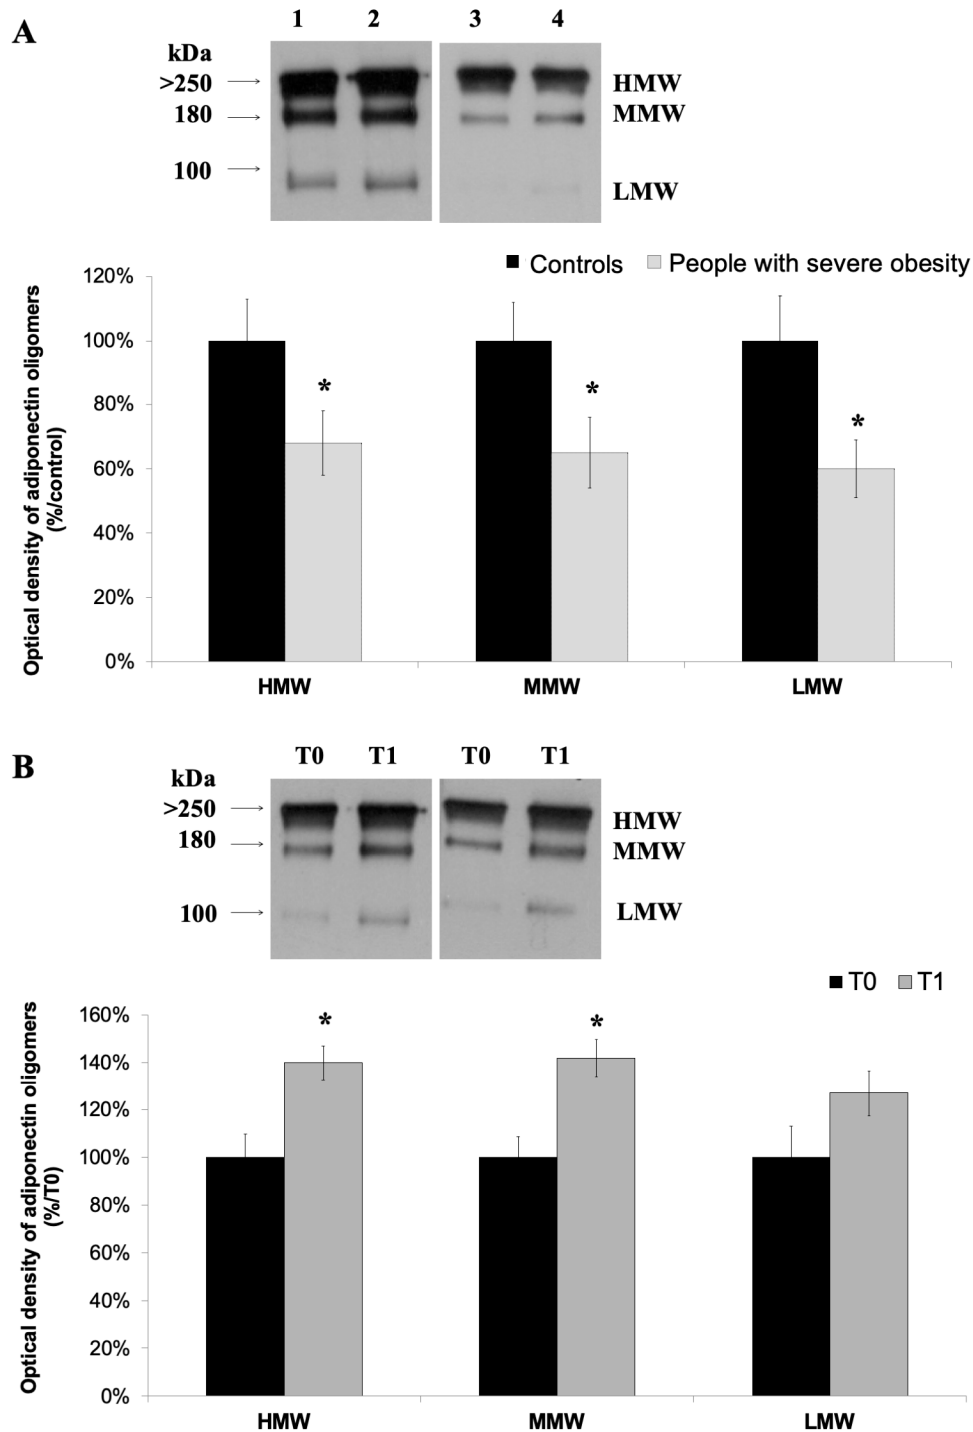 A
1 2 3 4
kDa
>250 HMW
180 MMW
100
LMW
Controls People with severe obesity
Optical density of adiponectin oligomers
(%/control)
120%
100%
80%
60%
40%
20%
0%
* * *
HMW MMW LMW
B
T0 T1 T0 T1
kDa
>250 HMW
180 MMW
100 LMW
T0 T1
Optical density of adiponectin oligomers
(%/T0)
160%
140%
120%
100%
80%
60%
40%
20%
0%
* *
HMW MMW LMW